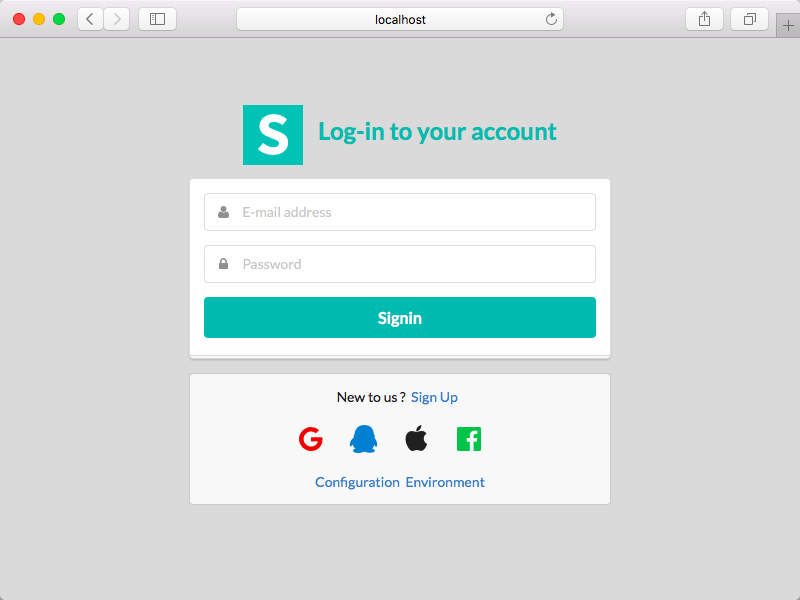 localhost
S
Log-in to your account
E-mail address
Password
Signin
New to us ? Sign Up
Configuration Environment